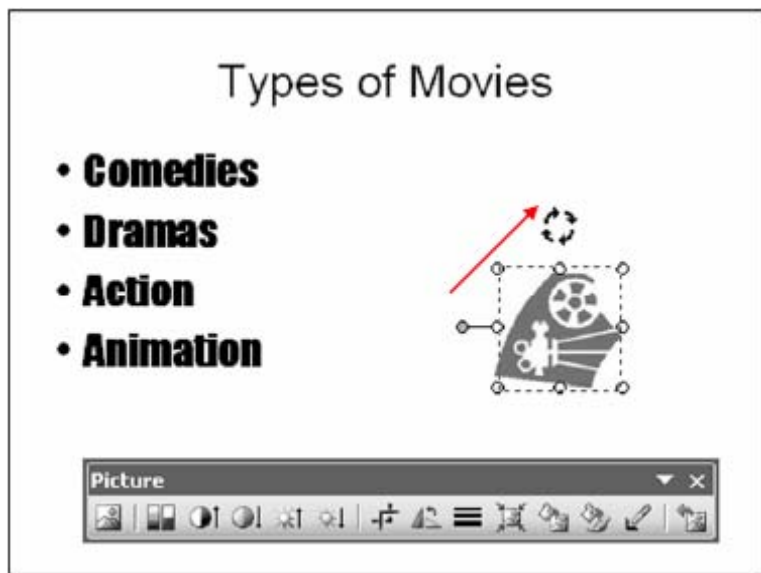 Types of Movies
• Comedies
• Dramas
• Action
• Animation
Picture